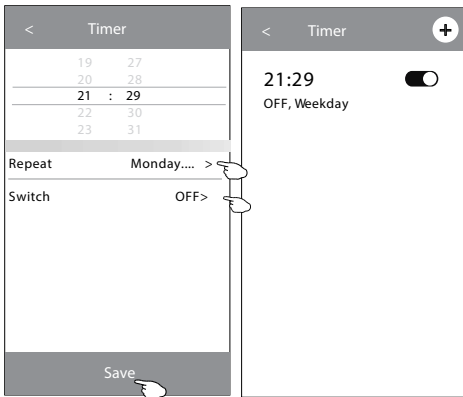 < Timer
19 27
20 28
21 : 29
22 30
23 31
Repeat Monday.... >
Switch OFF>
Save
< Timer +
21:29
OFF, Weekday